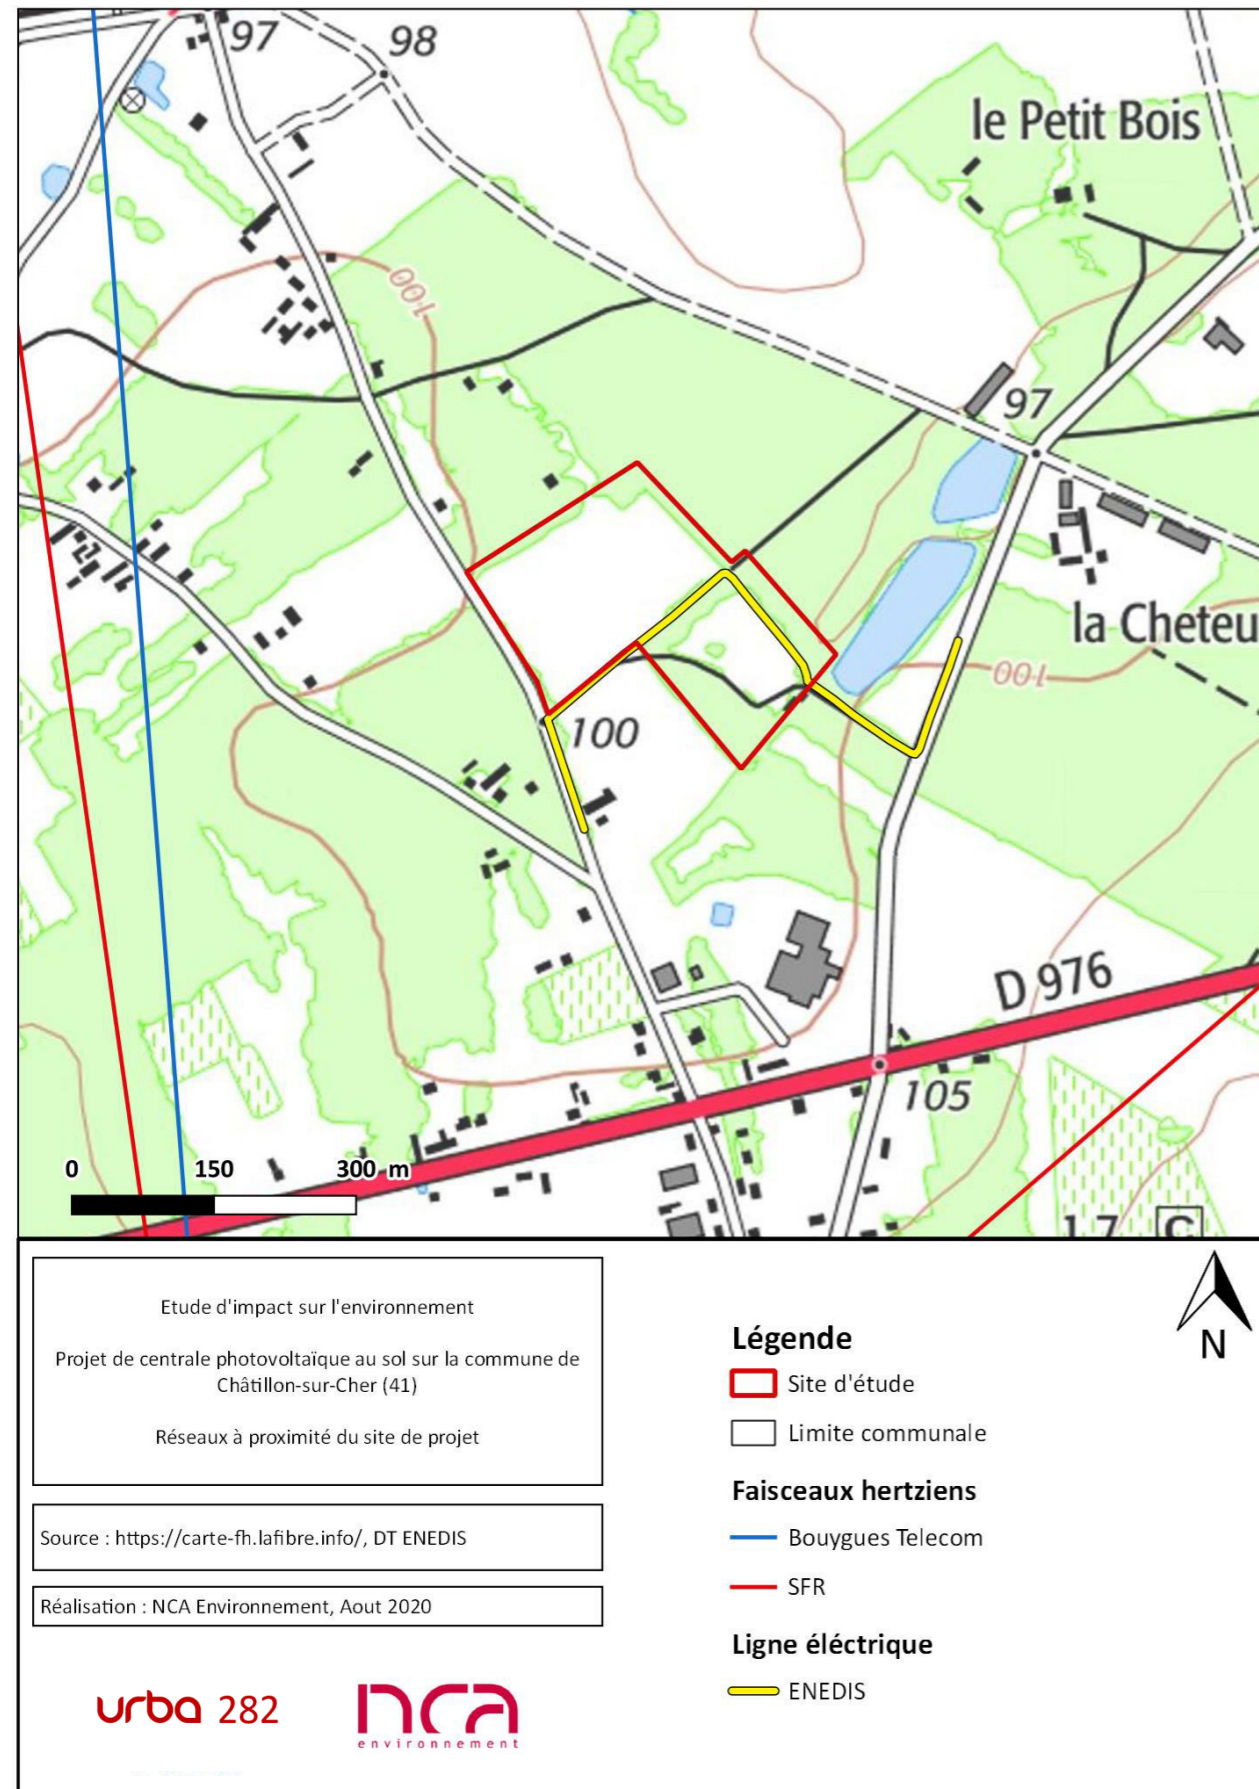 97
98
le Petit Bois
100
97
la Cheteu
100
100
D 976
105
0 150 300 m
17 C
Etude d'impact sur l'environnement
Projet de centrale photovoltaïque au sol sur la commune de
Châtillon-sur-Cher (41)
Réseaux à proximité du site de projet
Source : https://carte-fh.lafibre.info/, DT ENEDIS
Réalisation : NCA Environnement, Aout 2020
urba 282
nca
environnement
N
Légende
Site d'étude
Limite communale
Faisceaux hertziens
Bouygues Telecom
SFR
Ligne éléctrique
ENEDIS